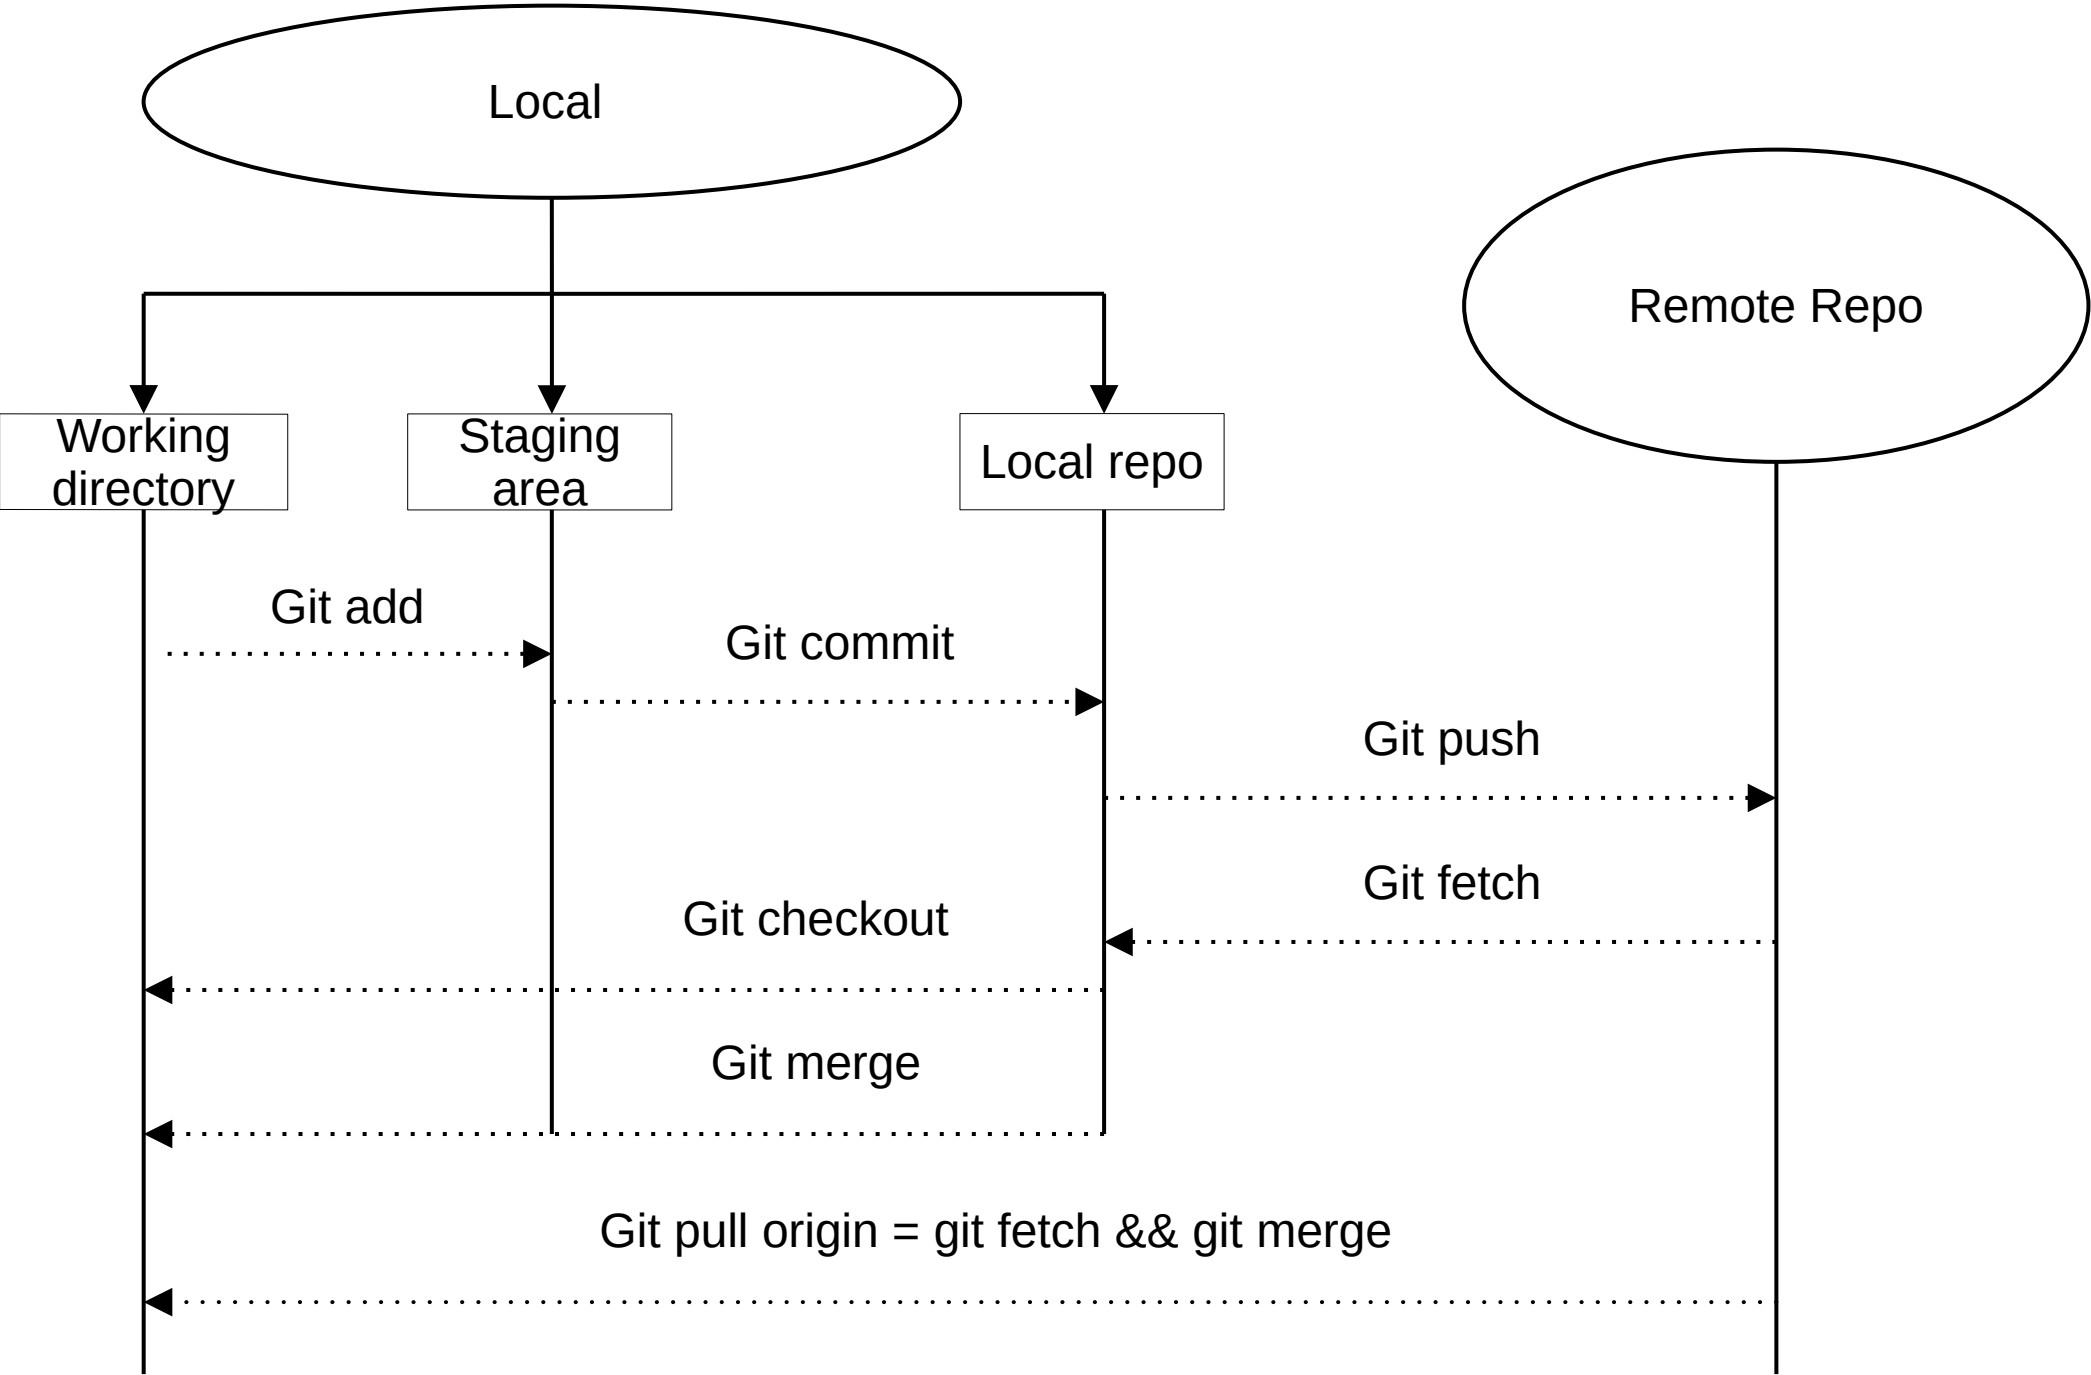 Local
Remote Repo
Working
directory
Staging
area
Local repo
Git add
Git commit
Git push
Git fetch
Git checkout
Git merge
Git pull origin = git fetch && git merge